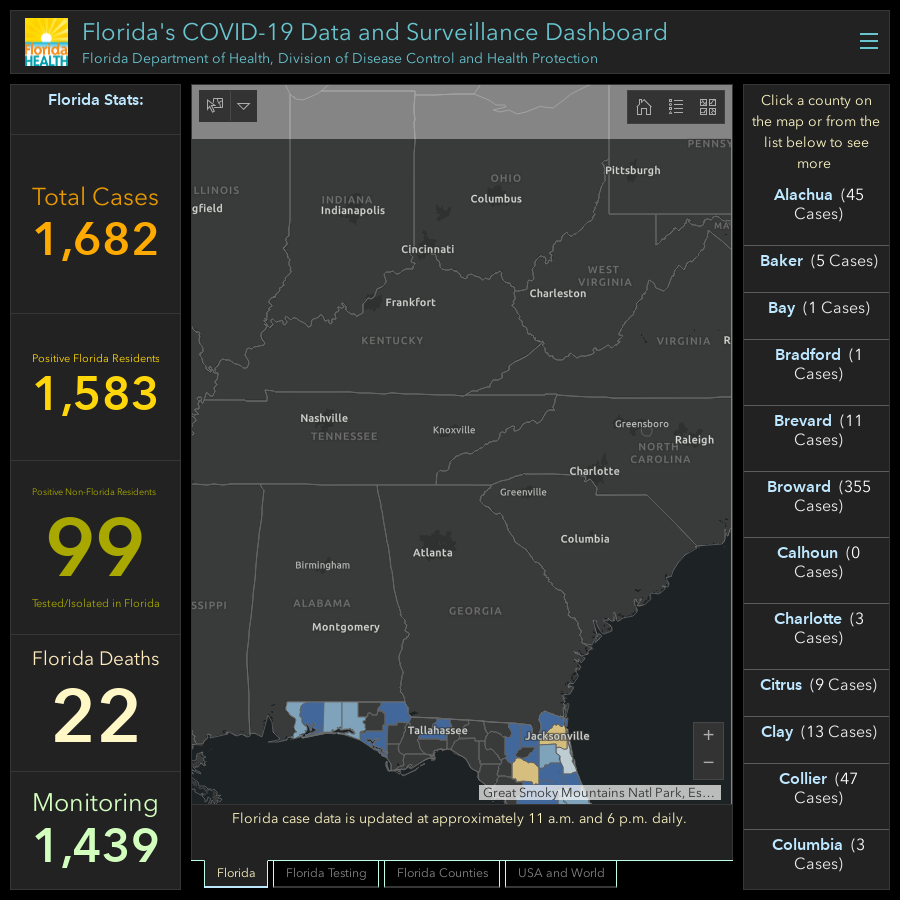 Florida HEALTH
Florida's COVID-19 Data and Surveillance Dashboard
Florida Department of Health, Division of Disease Control and Health Protection
Florida Stats:
Total Cases
1,682
Positive Florida Residents
1,583
Positive Non-Florida Residents
99
Tested/Isolated in Florida
Florida Deaths
22
Monitoring
1,439
PENNSY
Pittsburgh
OHIO
LLINOIS
INDIANA
Columbus
gfield
Indianapolis
MA
Cincinnati
WEST
VIRGINIA
Charleston
Frankfort
KENTUCKY
VIRGINIA
R
Nashville
Greensboro
Knoxville
TENNESSEE
Raleigh
NORTH
CAROLINA
Charlotte
Greenville
Columbia
Atlanta
Birmingham
SSIPPI
ALABAMA
GEORGIA
Montgomery
Tallahassee
Jacksonville
+
−
Great Smoky Mountains Natl Park, Es…
Florida case data is updated at approximately 11 a.m. and 6 p.m. daily.
Florida
Florida Testing
Florida Counties
USA and World
Click a county on
the map or from the
list below to see
more
Alachua (45
Cases)
Baker (5 Cases)
Bay (1 Cases)
Bradford (1
Cases)
Brevard (11
Cases)
Broward (355
Cases)
Calhoun (0
Cases)
Charlotte (3
Cases)
Citrus (9 Cases)
Clay (13 Cases)
Collier (47
Cases)
Columbia (3
Cases)